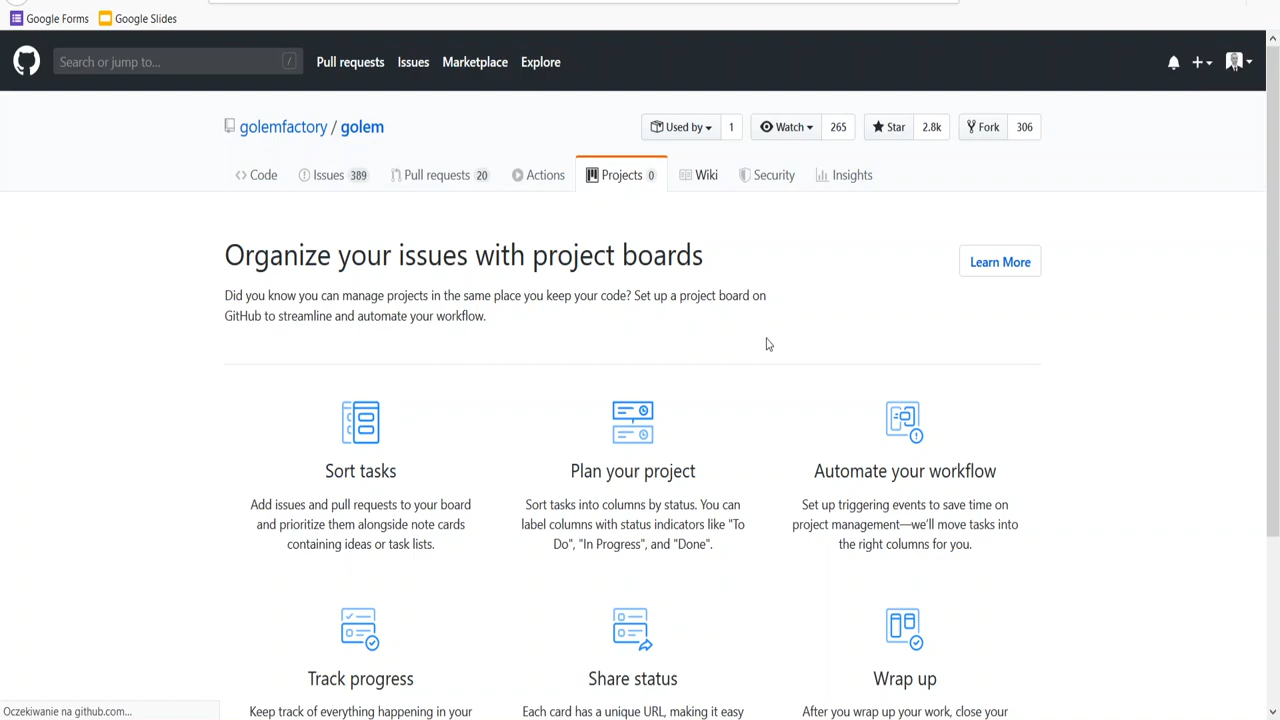 Google Forms Google Slides
Search or jump to... / Pull requests Issues Marketplace Explore
golemfactory / golem Used by 1 Watch 265 Star 2.8k Fork 306
Code Issues 389 Pull requests 20 Actions Projects 0 Wiki Security Insights
Organize your issues with project boards
Learn More
Did you know you can manage projects in the same place you keep your code? Set up a project board on
GitHub to streamline and automate your workflow.
Sort tasks
Add issues and pull requests to your board
and prioritize them alongside note cards
containing ideas or task lists.
Plan your project
Sort tasks into columns by status. You can
label columns with status indicators like "To
Do", "In Progress", and "Done".
Automate your workflow
Set up triggering events to save time on
project management—we'll move tasks into
the right columns for you.
Track progress
Keep track of everything happening in your
Share status
Each card has a unique URL, making it easy
Wrap up
After you wrap up your work, close your
Oczekiwanie na github.com...